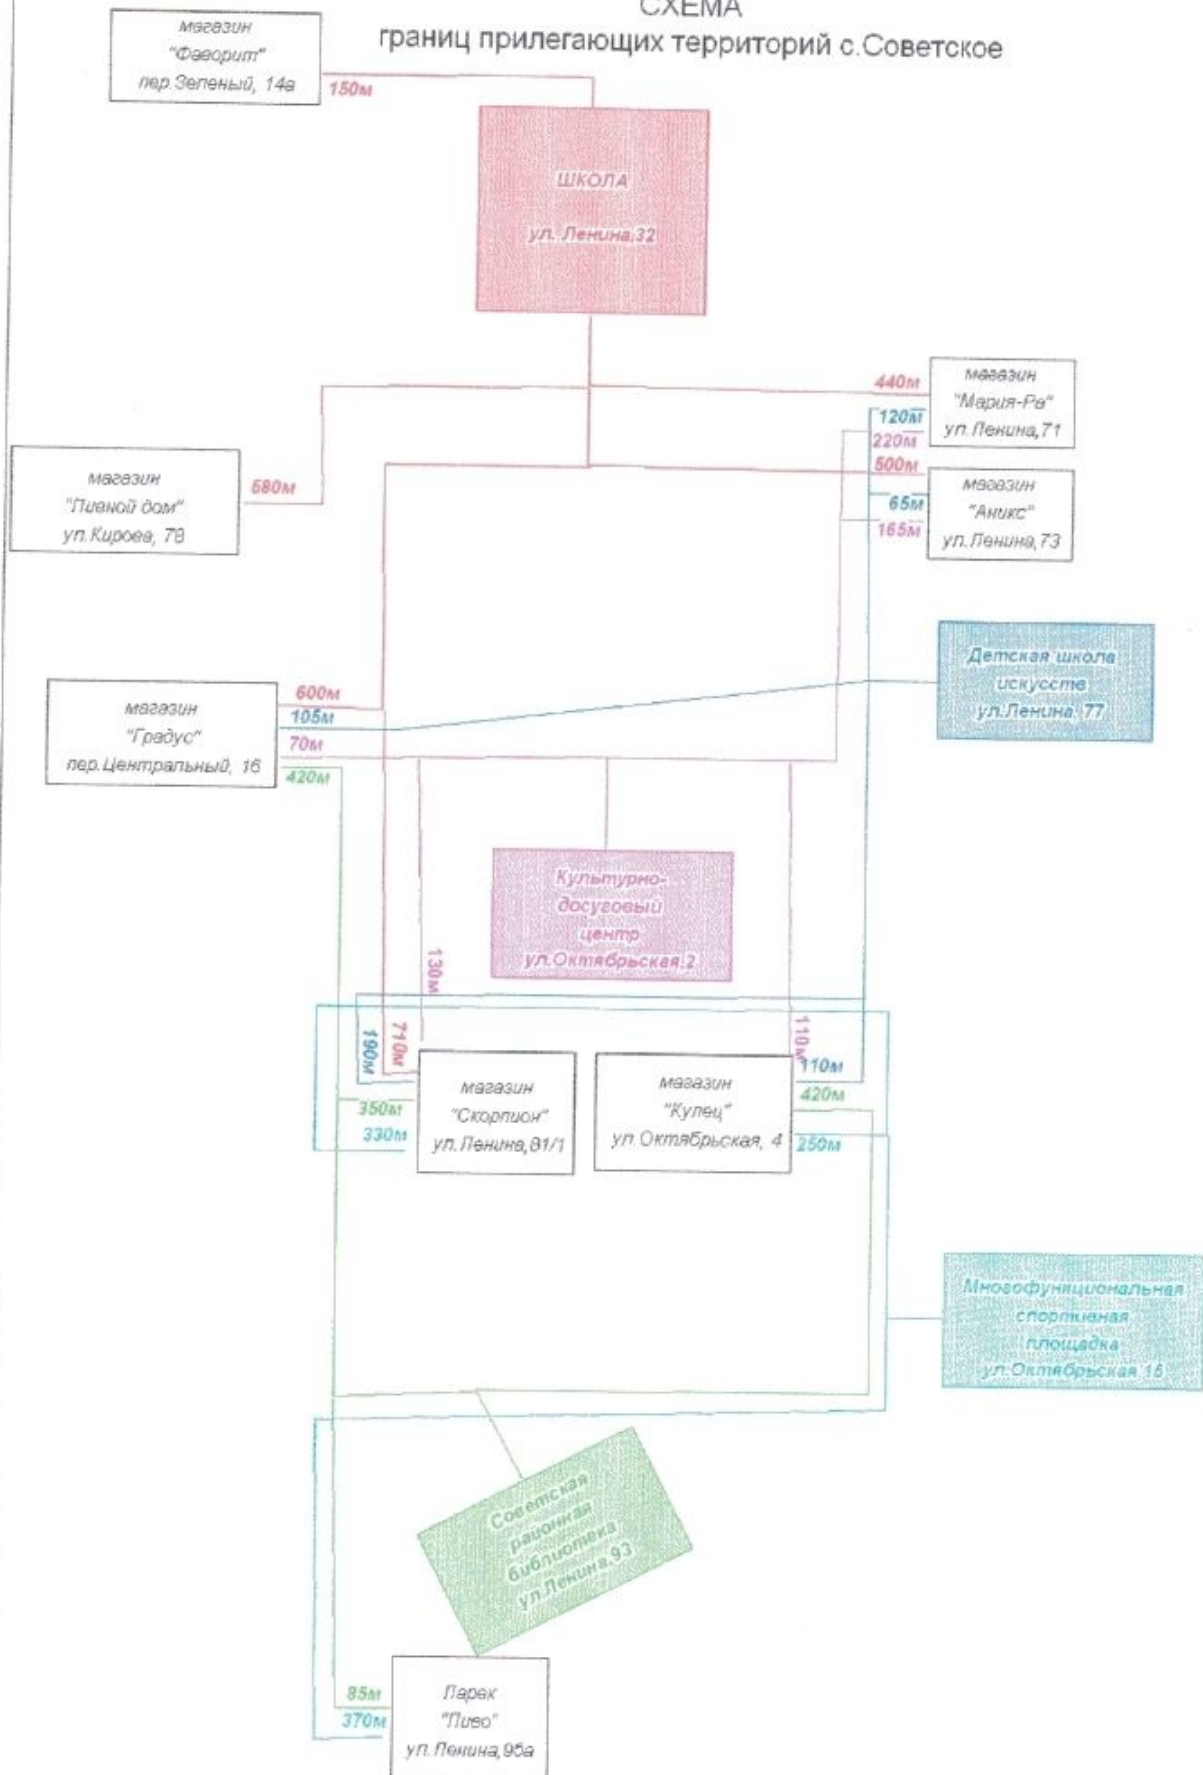 СХЕМА
границ прилегающих территорий с.Советское
магазин
"Фаворит"
пер.Зеленый, 14а
150м
ШКОЛА
ул. Ленина,32
440м
120м
220м
магазин
"Мария-Ра"
ул.Ленина,71
500м
65м
165м
магазин
"Аникс"
ул.Ленина,73
магазин
"Пивной дом"
ул.Кирова, 78
580м
Детская школа
искусств
ул.Ленина, 77
магазин
"Градус"
пер.Центральный, 16
600м
105м
70м
420м
Культурно-
досуговый
центр
ул.Октябрьская,2
130м
110м
190м
710м
350м
330м
магазин
"Скорпион"
ул.Ленина,81/1
магазин
"Купец"
ул.Октябрьская, 4
110м
420м
250м
Многофунициональная
спортивная
площадка
ул.Октябрьская 15
Советская
районная
библиотека
ул.Ленина,93
85м
370м
Ларек
"Пиво"
ул.Ленина,95а